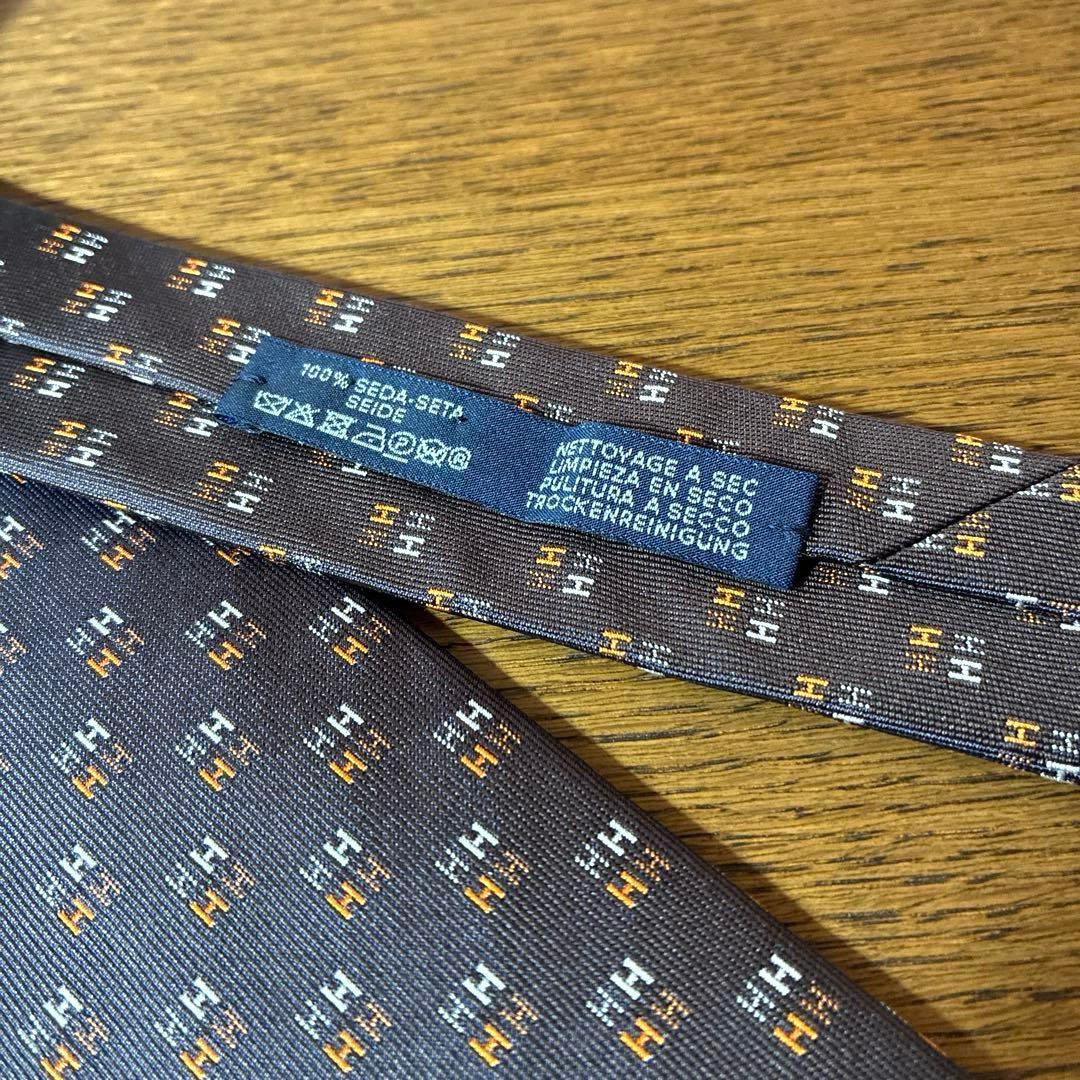 100% SEDA-SETA
SEIDE
NETTOYAGE A SEC
LIMPIEZA EN SECO
PULITURA A SECCO
TROCKENREINIGUNG